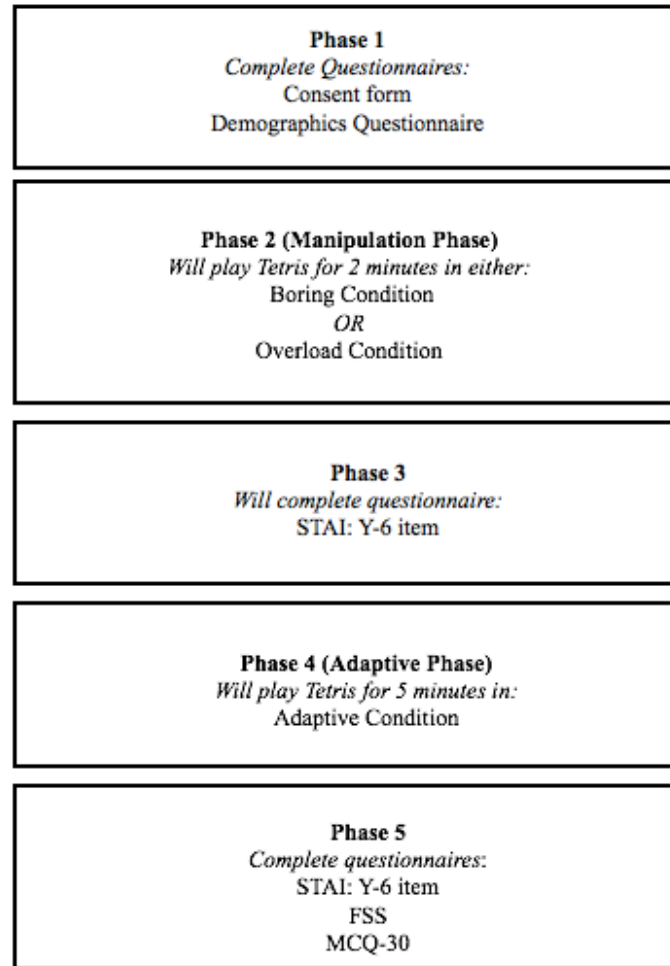 Phase 1
Complete Questionnaires:
Consent form
Demographics Questionnaire
Phase 2 (Manipulation Phase)
Will play Tetris for 2 minutes in either:
Boring Condition
OR
Overload Condition
Phase 3
Will complete questionnaire:
STAI: Y-6 item
Phase 4 (Adaptive Phase)
Will play Tetris for 5 minutes in:
Adaptive Condition
Phase 5
Complete questionnaires:
STAI: Y-6 item
FSS
MCQ-30